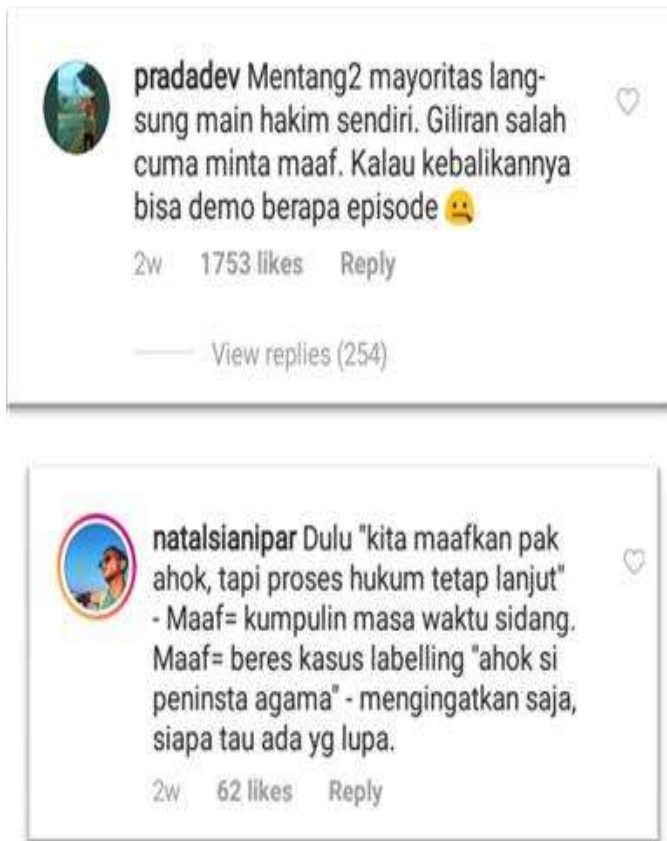 pradadev Mentang2 mayoritas lang-
sung main hakim sendiri. Giliran salah
cuma minta maaf. Kalau kebalikannya
bisa demo berapa episode 🤐
2w 1753 likes Reply
View replies (254)
natalsianipar Dulu "kita maafkan pak
ahok, tapi proses hukum tetap lanjut"
- Maaf= kumpulin masa waktu sidang.
Maaf= beres kasus labelling "ahok si
peninsta agama" - mengingatkan saja,
siapa tau ada yg lupa.
2w 62 likes Reply